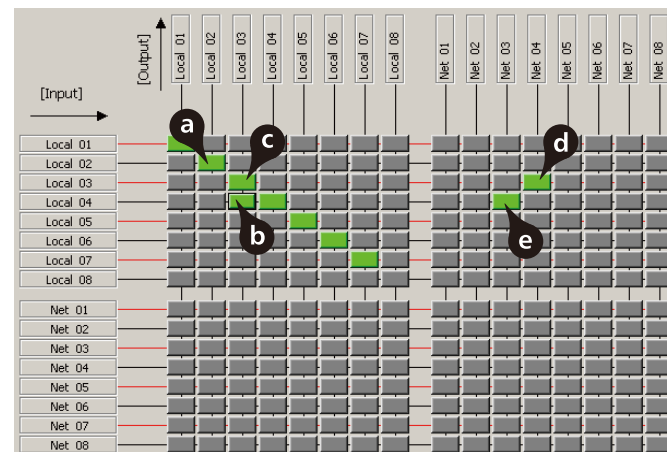 [Output]
Local 01
Local 02
Local 03
Local 04
Local 05
Local 06
Local 07
Local 08
Net 01
Net 02
Net 03
Net 04
Net 05
Net 06
Net 07
Net 08
[Input]
a
c
d
Local 01
Local 02
Local 03
Local 04
b
e
Local 05
Local 06
Local 07
Local 08
Net 01
Net 02
Net 03
Net 04
Net 05
Net 06
Net 07
Net 08